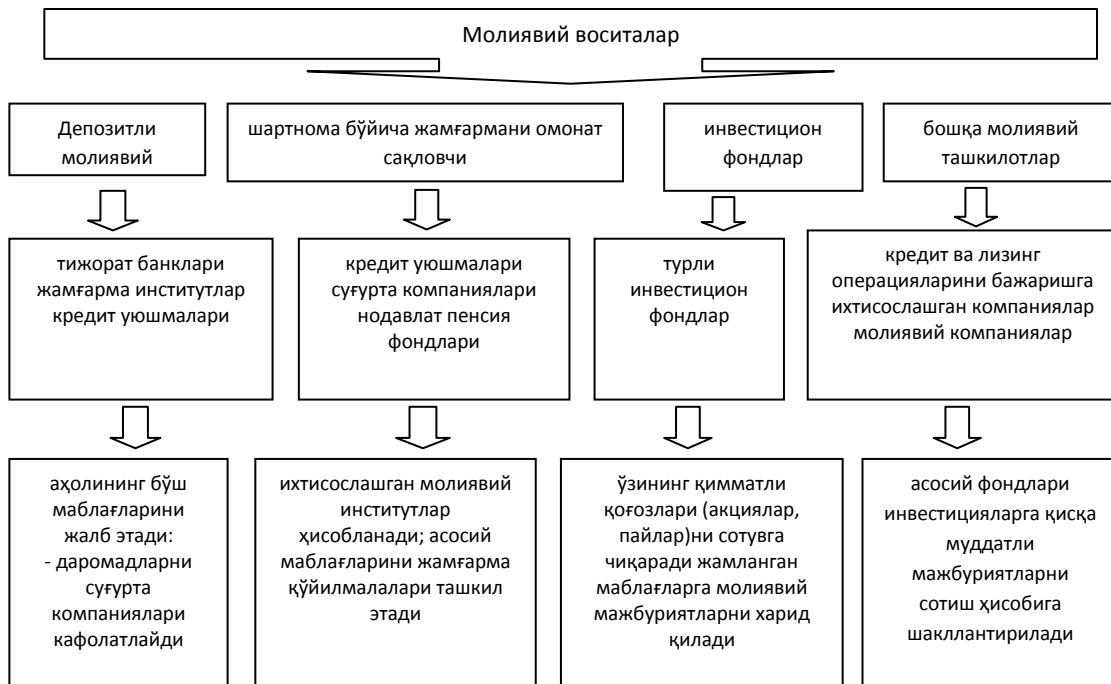 Молиявий воситалар
Депозитли
молиявий
шартнома бўйича жамғармани омонат
сақловчи
инвестицион
фондлар
бошқа молиявий
ташкилотлар
тижорат банклари
жамғарма институтлар
кредит уюшмалари
кредит уюшмалари
суғурта компаниялари
нодавлат пенсия
фондлари
турли
инвестицион
фондлар
кредит ва лизинг
операцияларини бажаришга
ихтисослашган компаниялар
молиявий компаниялар
аҳолининг бўш
маблағларини
жалб этади:
- даромадларни
суғурта
компаниялари
кафолатлайди
ихтисослашган молиявий
институтлар
ҳисобланади; асосий
маблағларини жамғарма
қўйилмалалари ташкил
этади
ўзининг қимматли
қоғозлари (акциялар,
пайлар)ни сотувга
чиқаради жамланган
маблағларга молиявий
мажбуриятларни харид
қилади
асосий фондлари
инвестицияларга қисқа
муддатли
мажбуриятларни
сотиш ҳисобига
шакллантирилади